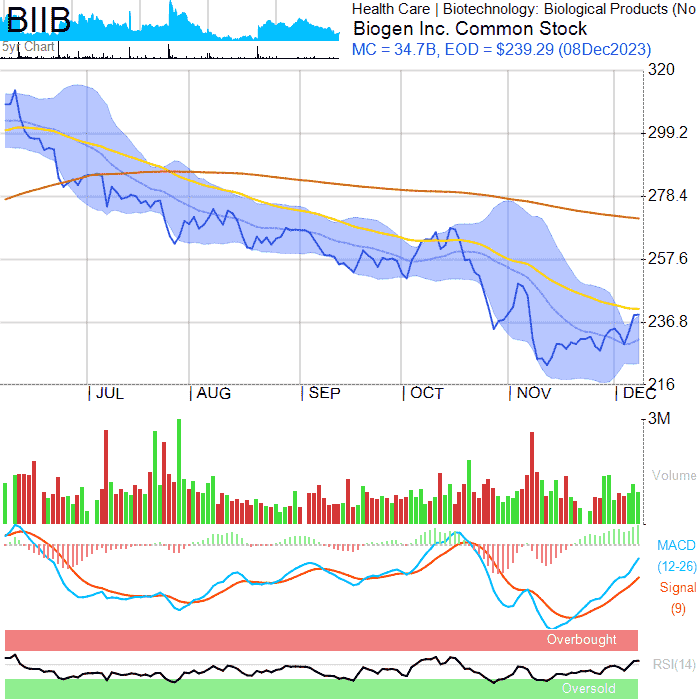 BIIB
5yr Chart
Health Care | Biotechnology: Biological Products (No
Biogen Inc. Common Stock
MC = 34.7B, EOD = $239.29 (08Dec2023)
320
299.2
278.4
257.6
236.8
216
JUL AUG SEP OCT NOV DEC
3M
Volume
MACD
(12-26)
Signal
(9)
Overbought
RSI(14)
Oversold